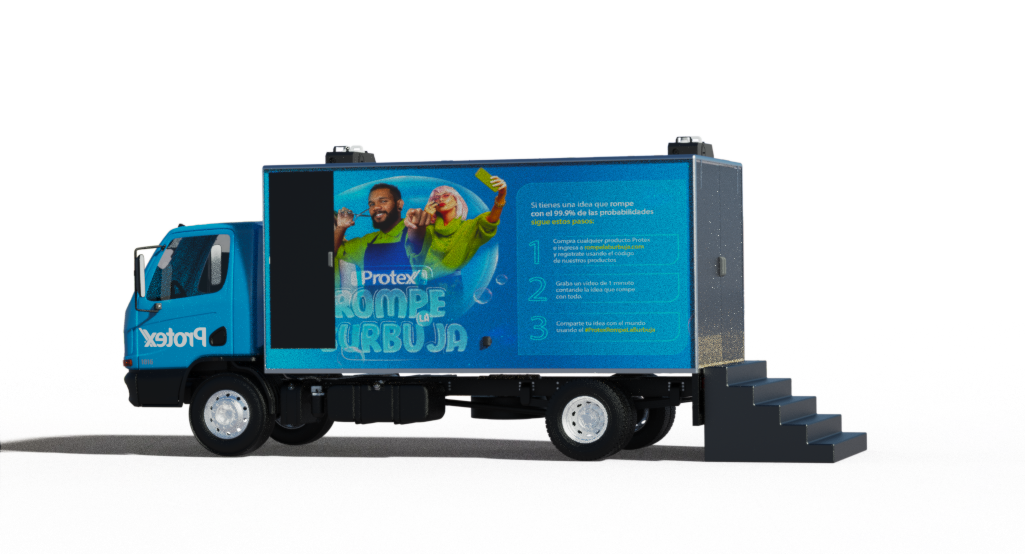 Si tienes una idea que rompe
con el 99.9% de las probabilidades
sigue estos pasos:
1
Compra cualquier producto Protex
e ingresa a rompelaburbuja.com
y regístrate usando el código
de nuestros productos
2
Graba un video de 1 minuto
contando la idea que rompe
con todo.
3
Comparte tu idea con el mundo
usando el #ProtexRompeLaBurbuja
Protex
ROMPE
LA
BURBUJA
Protex